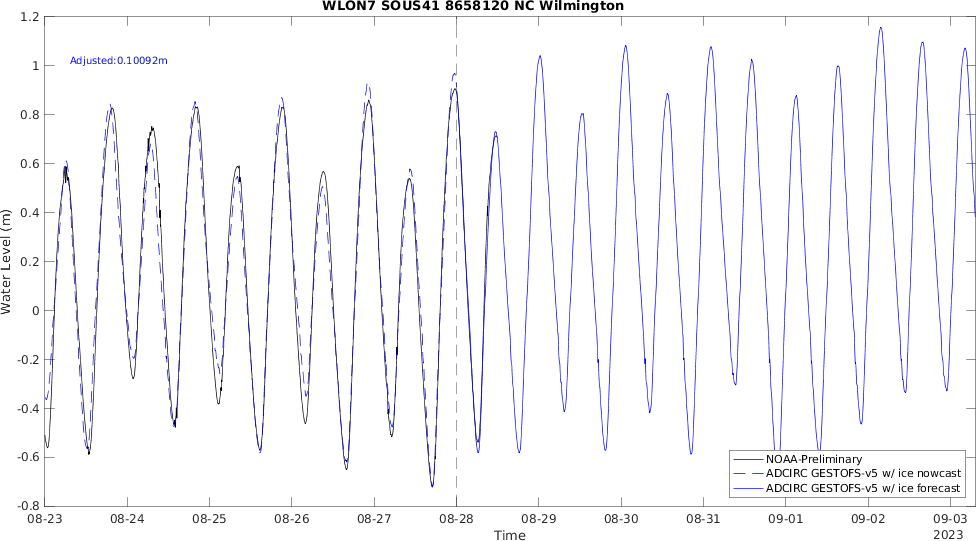 WLON7 SOUS41 8658120 NC Wilmington
Adjusted:0.10092m
Water Level (m)
1.2
1
0.8
0.6
0.4
0.2
0
-0.2
-0.4
-0.6
-0.8
NOAA-Preliminary
ADCIRC GESTOFS-v5 w/ ice nowcast
ADCIRC GESTOFS-v5 w/ ice forecast
08-23 08-24 08-25 08-26 08-27 08-28 08-29 08-30 08-31 09-01 09-02 09-03
Time
2023